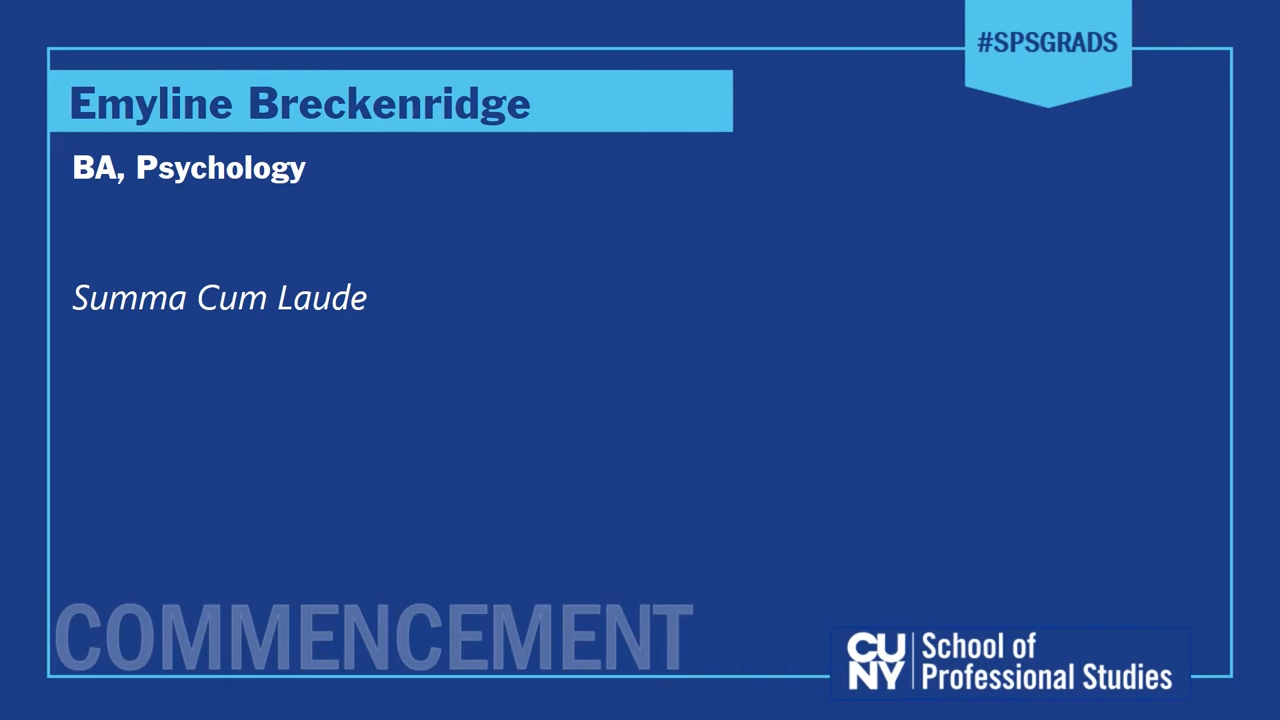 #SPSGRADS
Emyline Breckenridge
BA, Psychology
Summa Cum Laude
COMMENCEMENT
CU
NY
School of
Professional Studies